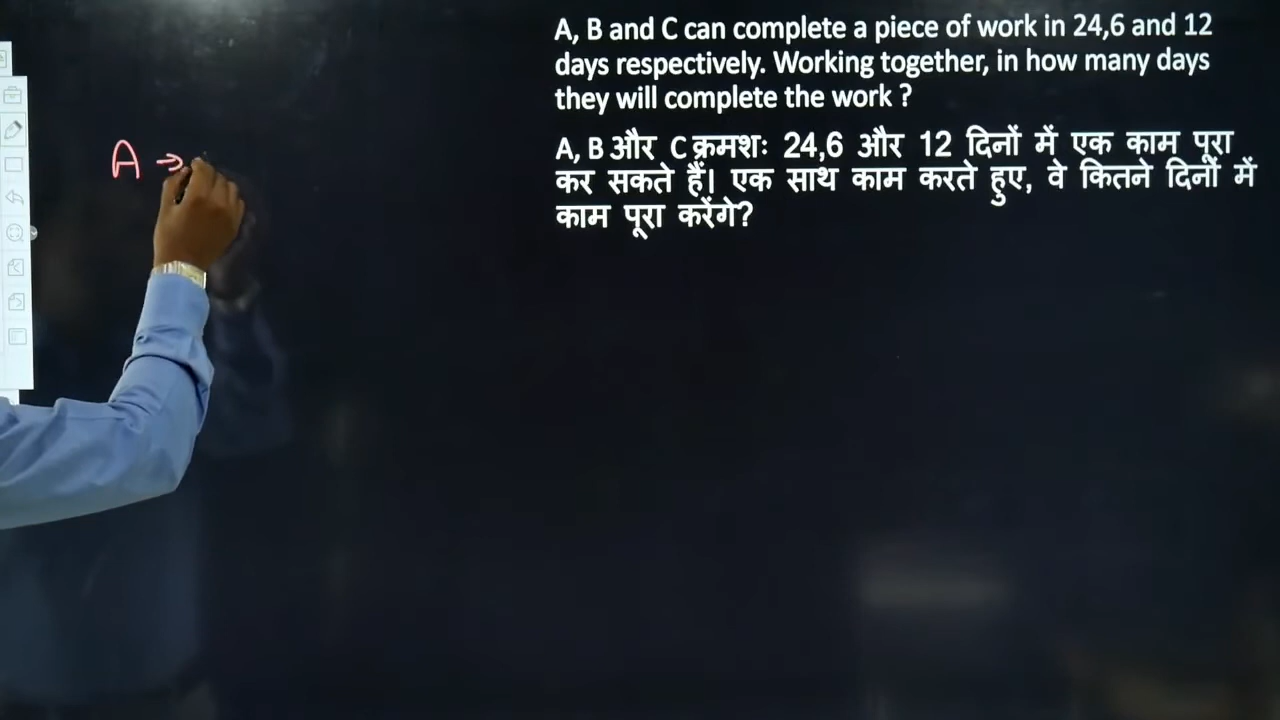 A, B and C can complete a piece of work in 24,6 and 12
days respectively. Working together, in how many days
they will complete the work ?
A, B और C क्रमशः 24,6 और 12 दिनों में एक काम पूरा
कर सकते हैं। एक साथ काम करते हुए, वे कितने दिनों में
काम पूरा करेंगे?
A →